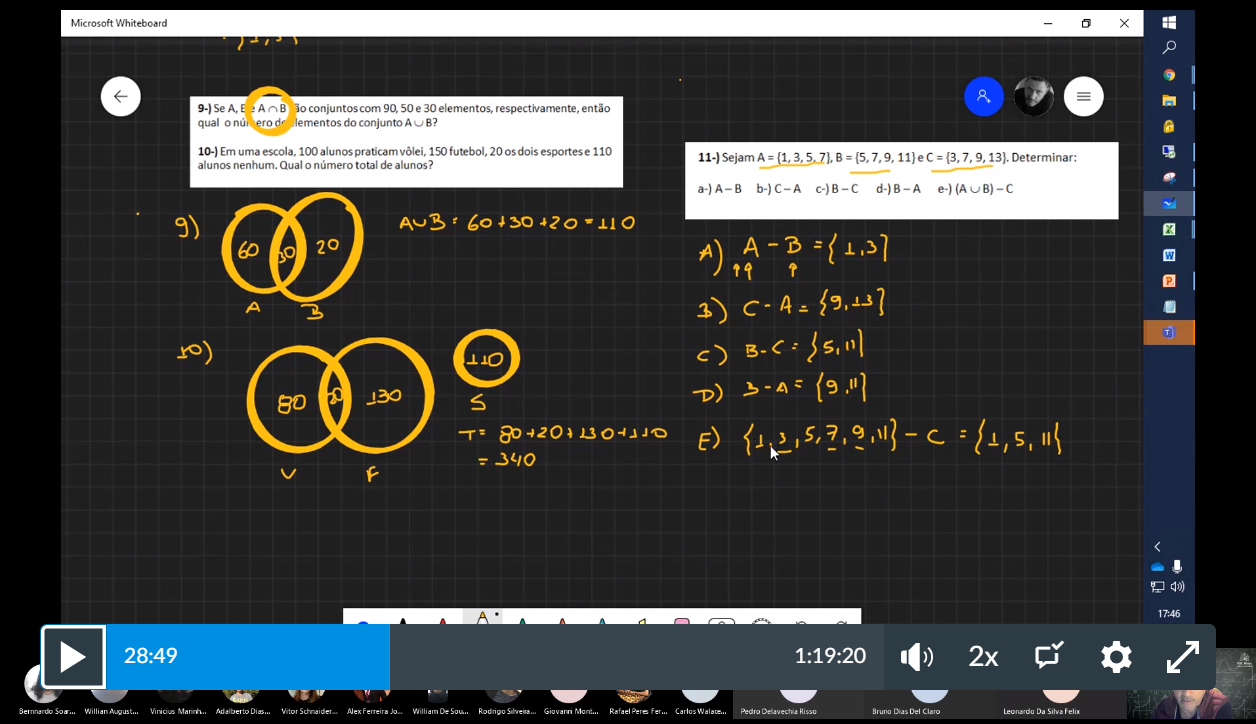 Microsoft Whiteboard
{1, 3}
9-) Se A, B e A ∩ B são conjuntos com 90, 50 e 30 elementos, respectivamente, então
qual o número de elementos do conjunto A ∪ B?
10-) Em uma escola, 100 alunos praticam vôlei, 150 futebol, 20 os dois esportes e 110
alunos nenhum. Qual o número total de alunos?
9)
60 30 20
A B
A∪B = 60+30+20 = 110
10)
80 20 130
V F
110
S
T = 80+20+130+110
= 340
11-) Sejam A = {1, 3, 5, 7}, B = {5, 7, 9, 11} e C = {3, 7, 9, 13}. Determinar:
a-) A – B b-) C – A c-) B – C d-) B – A e-) (A ∪ B) – C
A) A - B = {1,3}
B) C - A = {9,13}
C) B-C = {5,11}
D) B-A = {9,11}
E) {1,3,5,7,9,11} - C = {1,5,11}
17:46
28:49
1:19:20
2x
Bernnardo Soar...
Willian August...
Vinicius Marinh...
Adalberto Dias...
Vitor Schneider...
Alex Ferreira Jo...
William De Sou...
Rodrigo Silveira...
Giovanni Mont...
Rafael Peres Fer...
Carlos Walace...
Pedro Delavechia Risso
Bruno Dias Del Claro
Leonardo Da Silva Felix